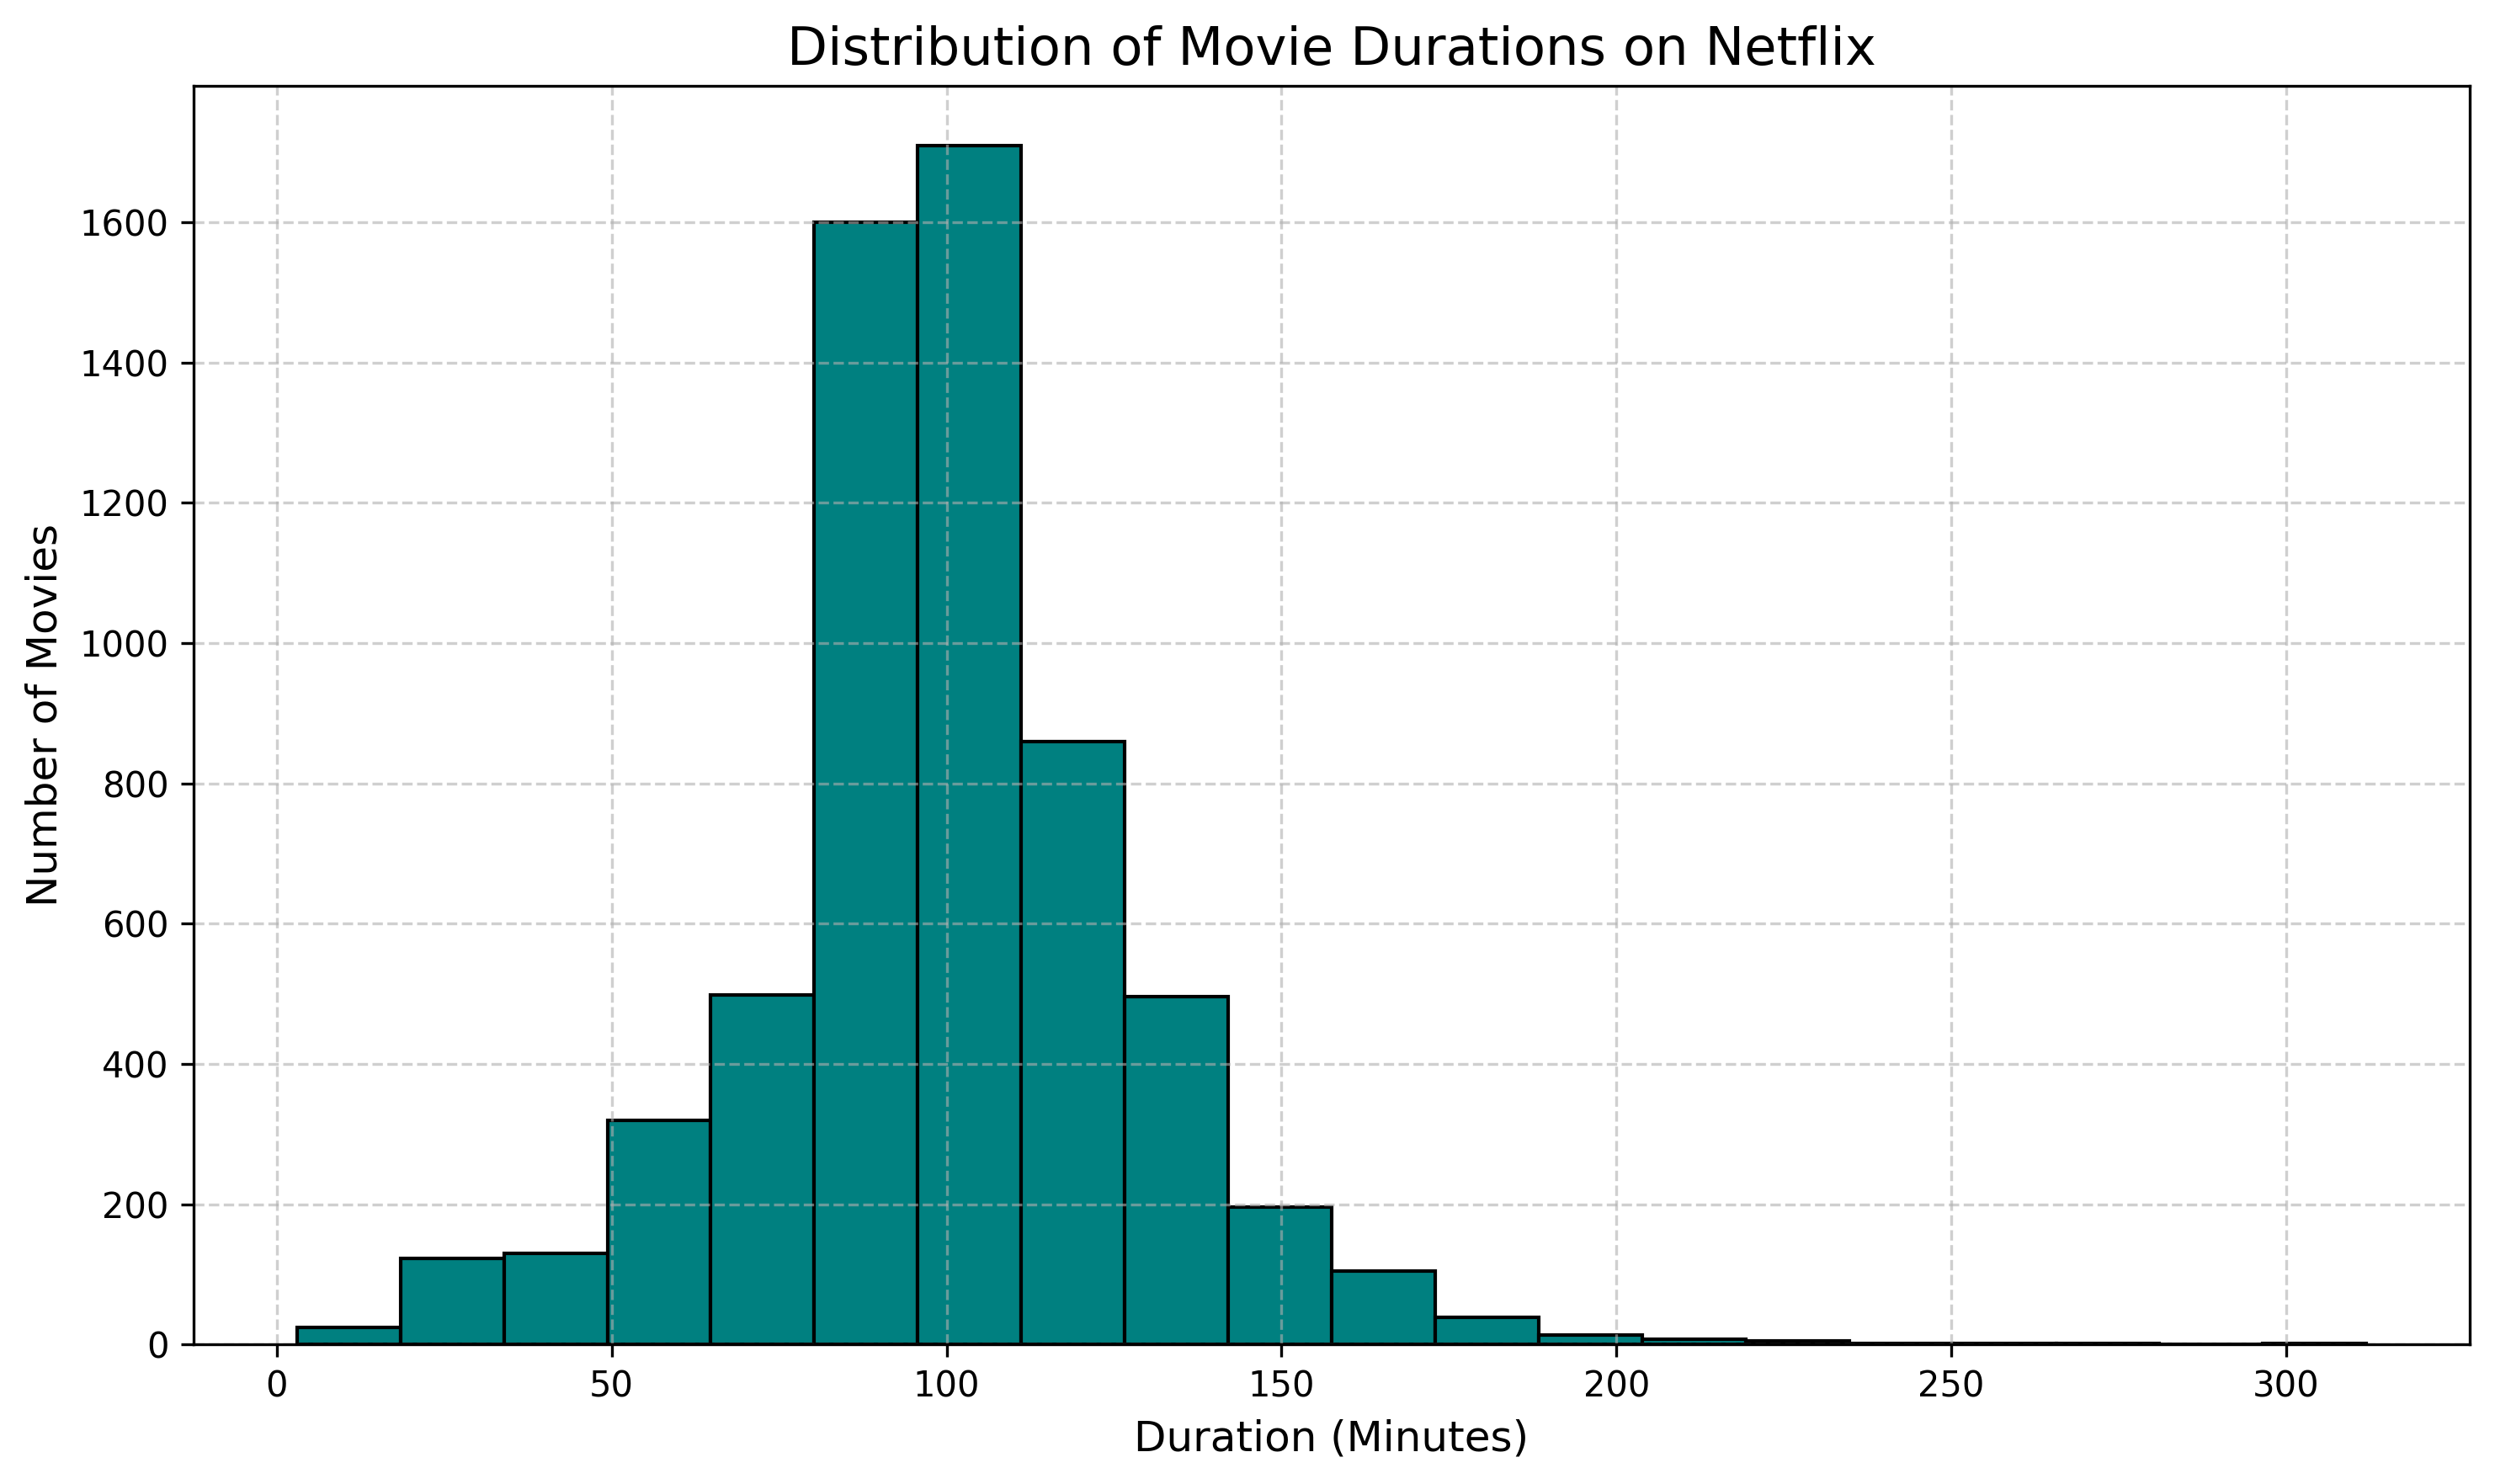 Distribution of Movie Durations on Netflix
Number of Movies
1600
1400
1200
1000
800
600
400
200
0
0 50 100 150 200 250 300
Duration (Minutes)